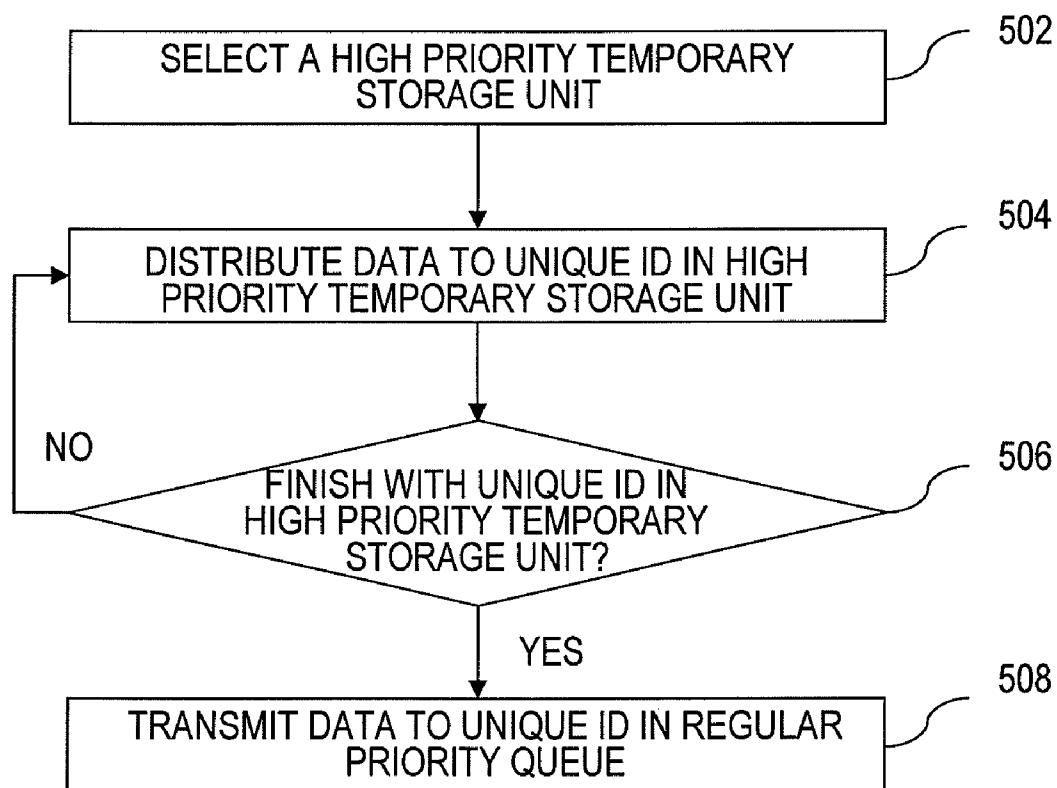 502
SELECT A HIGH PRIORITY TEMPORARY
STORAGE UNIT
504
DISTRIBUTE DATA TO UNIQUE ID IN HIGH
PRIORITY TEMPORARY STORAGE UNIT
NO
506
FINISH WITH UNIQUE ID IN
HIGH PRIORITY TEMPORARY
STORAGE UNIT?
YES
508
TRANSMIT DATA TO UNIQUE ID IN REGULAR
PRIORITY QUEUE